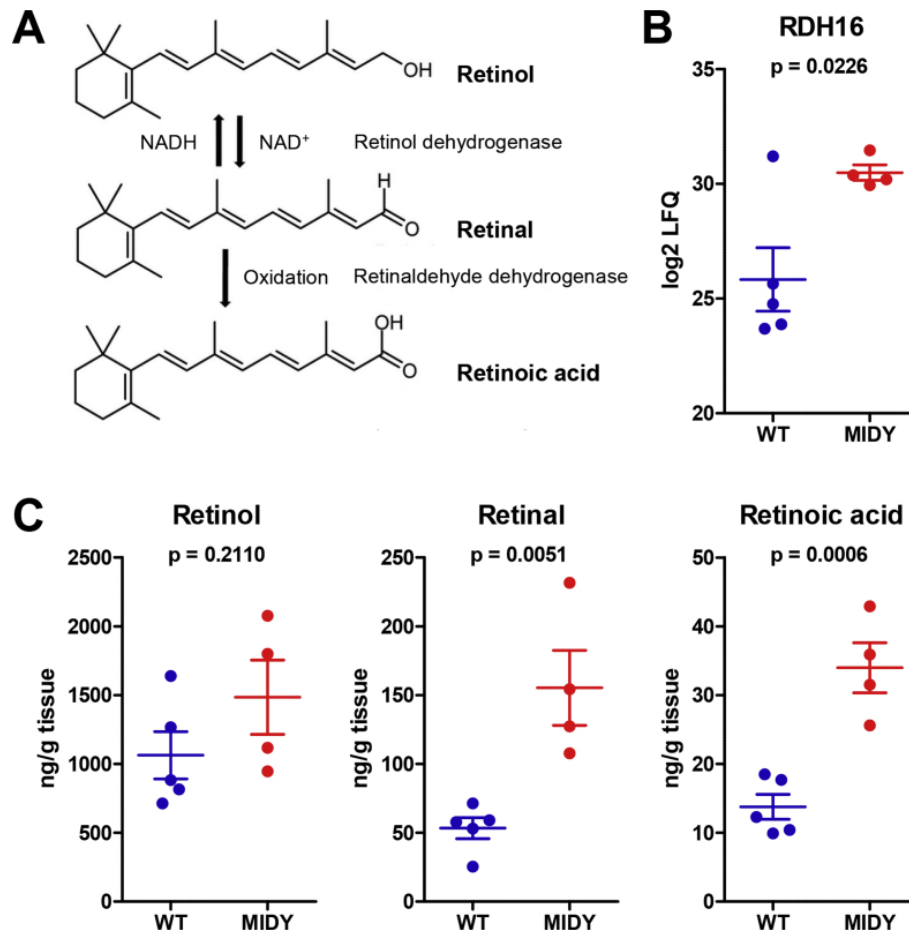 A
OH
Retinol
NADH
NAD⁺
Retinol dehydrogenase
H
O
Retinal
Oxidation
Retinaldehyde dehydrogenase
OH
O
Retinoic acid
B
RDH16
p = 0.0226
log2 LFQ
35
30
25
20
WT
MIDY
C
Retinol
p = 0.2110
ng/g tissue
2500
2000
1500
1000
500
0
WT
MIDY
Retinal
p = 0.0051
ng/g tissue
250
200
150
100
50
0
WT
MIDY
Retinoic acid
p = 0.0006
ng/g tissue
50
40
30
20
10
0
WT
MIDY